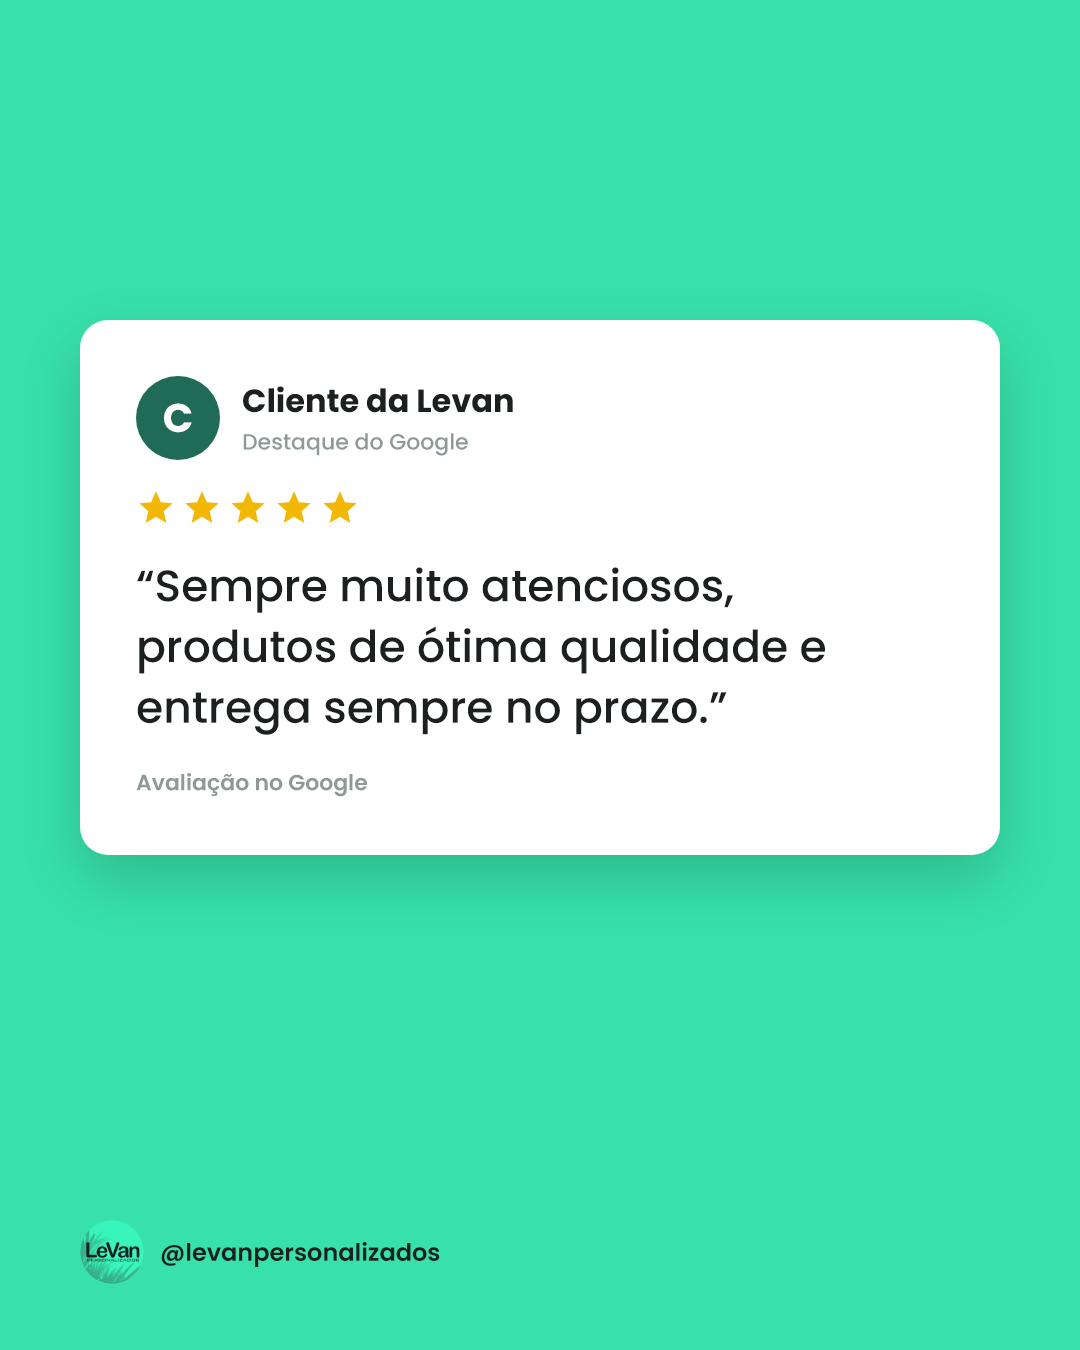 C
Cliente da Levan
Destaque do Google
“Sempre muito atenciosos,
produtos de ótima qualidade e
entrega sempre no prazo.”
Avaliação no Google
LeVan
PERSONALIZADOS
@levanpersonalizados